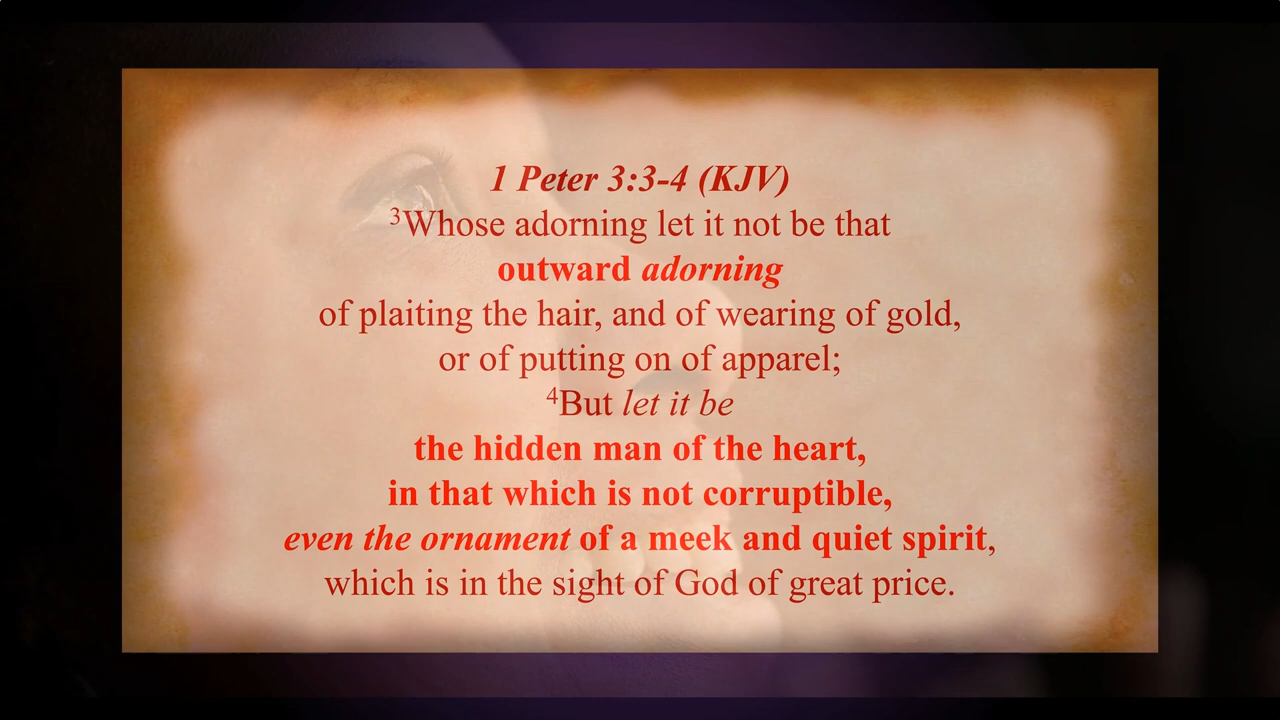 1 Peter 3:3-4 (KJV)
³Whose adorning let it not be that
outward adorning
of plaiting the hair, and of wearing of gold,
or of putting on of apparel;
⁴But let it be
the hidden man of the heart,
in that which is not corruptible,
even the ornament of a meek and quiet spirit,
which is in the sight of God of great price.